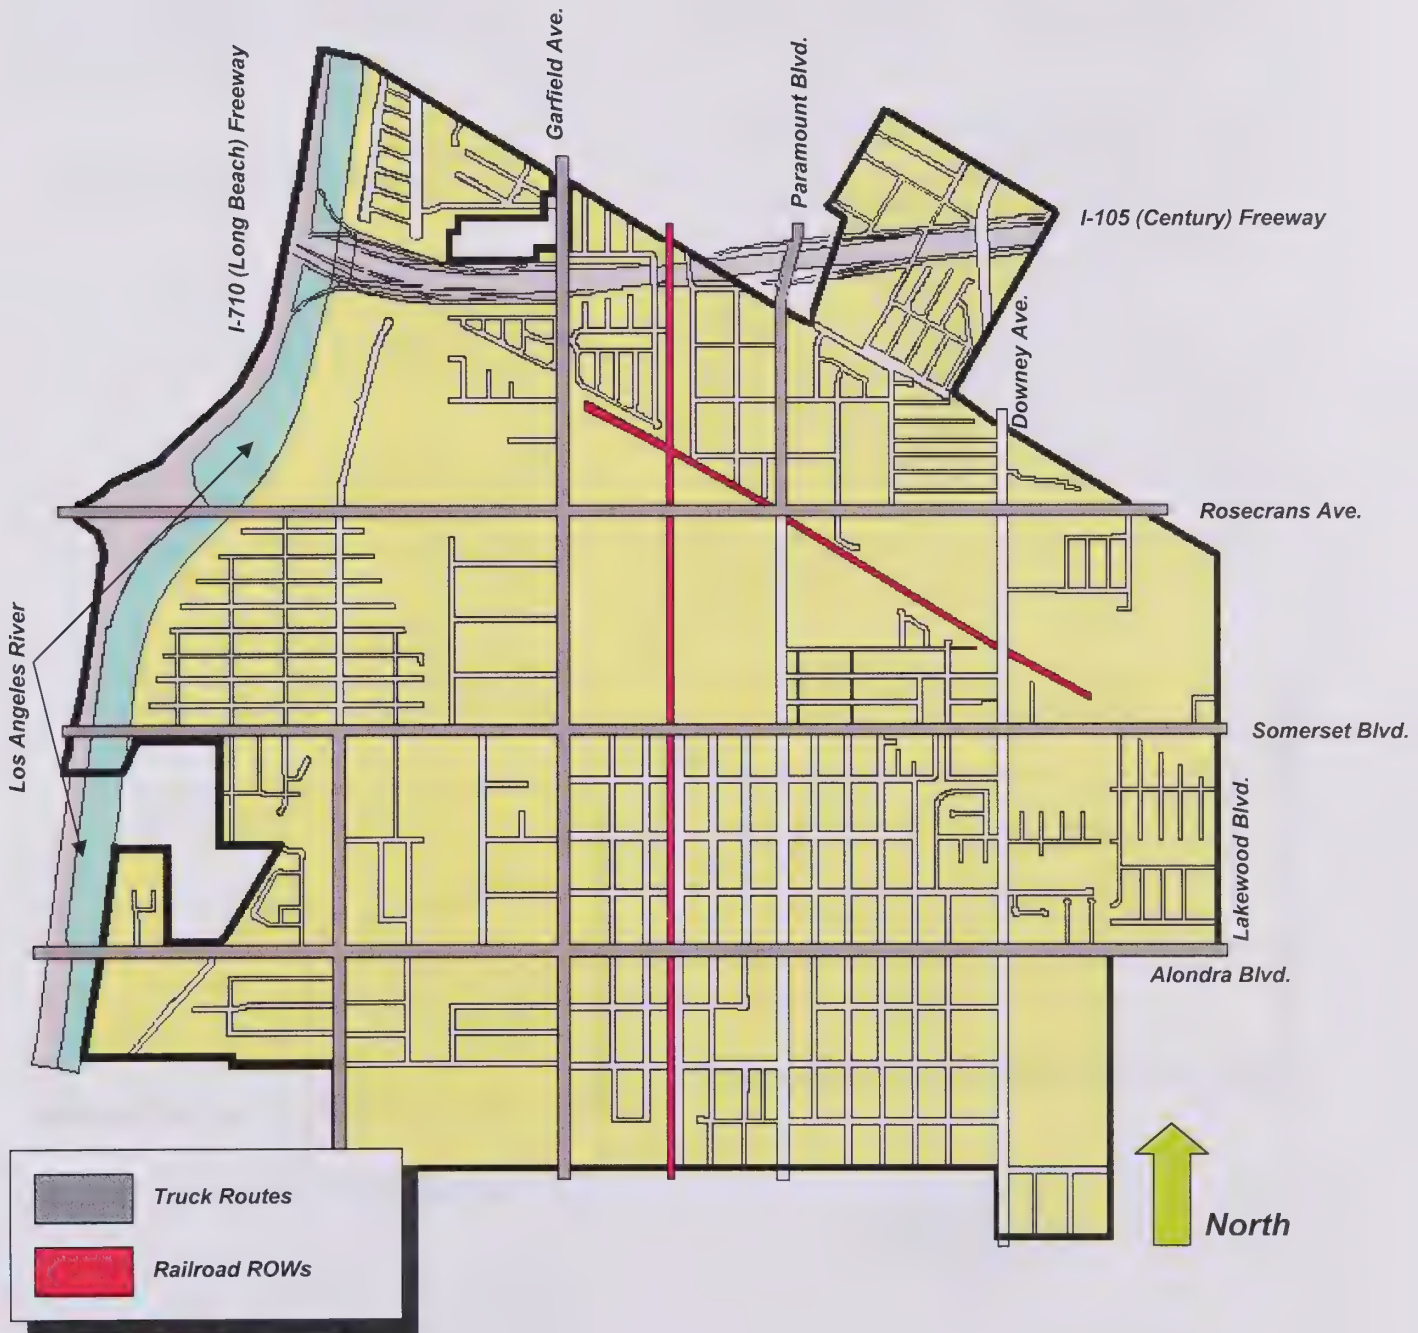 Garfield Ave.
Paramount Blvd.
I-710 (Long Beach) Freeway
I-105 (Century) Freeway
Downey Ave.
Rosecrans Ave.
Los Angeles River
Somerset Blvd.
Lakewood Blvd.
Alondra Blvd.
Truck Routes
Railroad ROWs
North